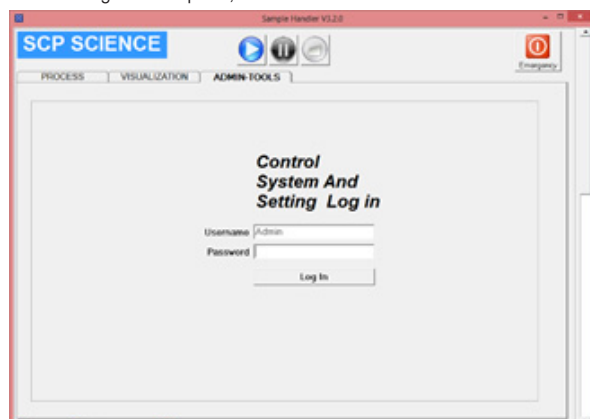 Sample Handler V3.2.0
SCP SCIENCE
Emergency
PROCESS VISUALIZATION ADMIN-TOOLS
Control
System And
Setting Log in
Username Admin
Password
Log In